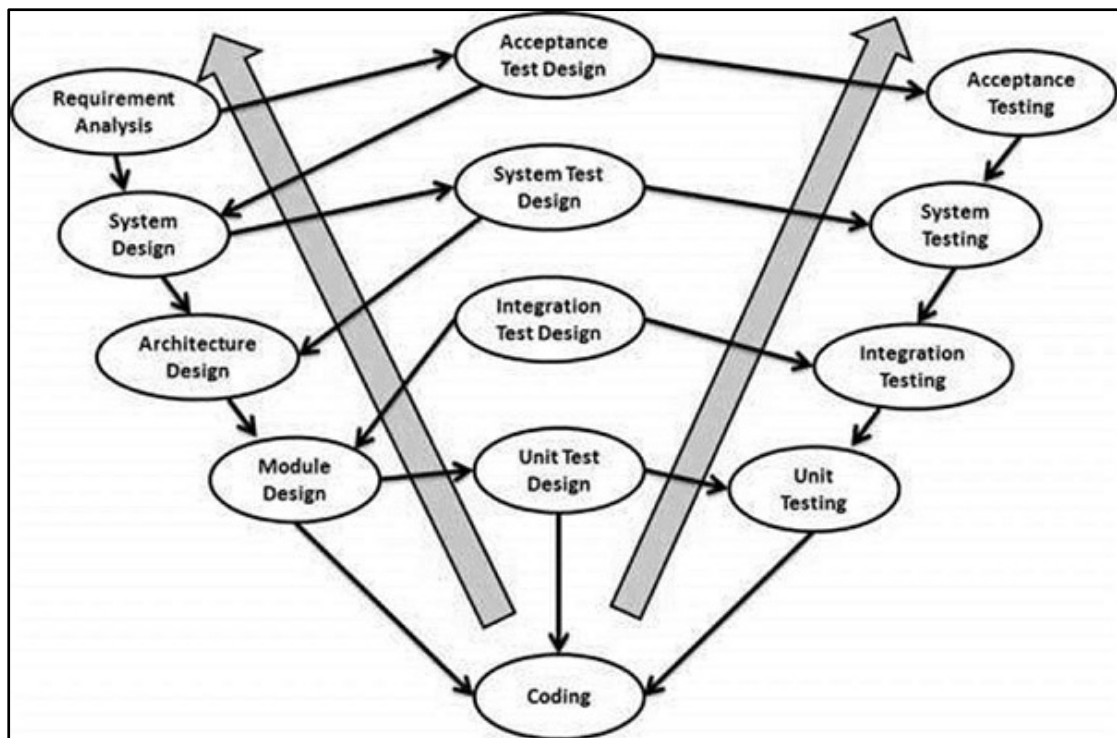 Acceptance
Test Design
Requirement
Analysis
Acceptance
Testing
System Test
Design
System
Design
System
Testing
Integration
Test Design
Architecture
Design
Integration
Testing
Unit Test
Design
Module
Design
Unit
Testing
Coding